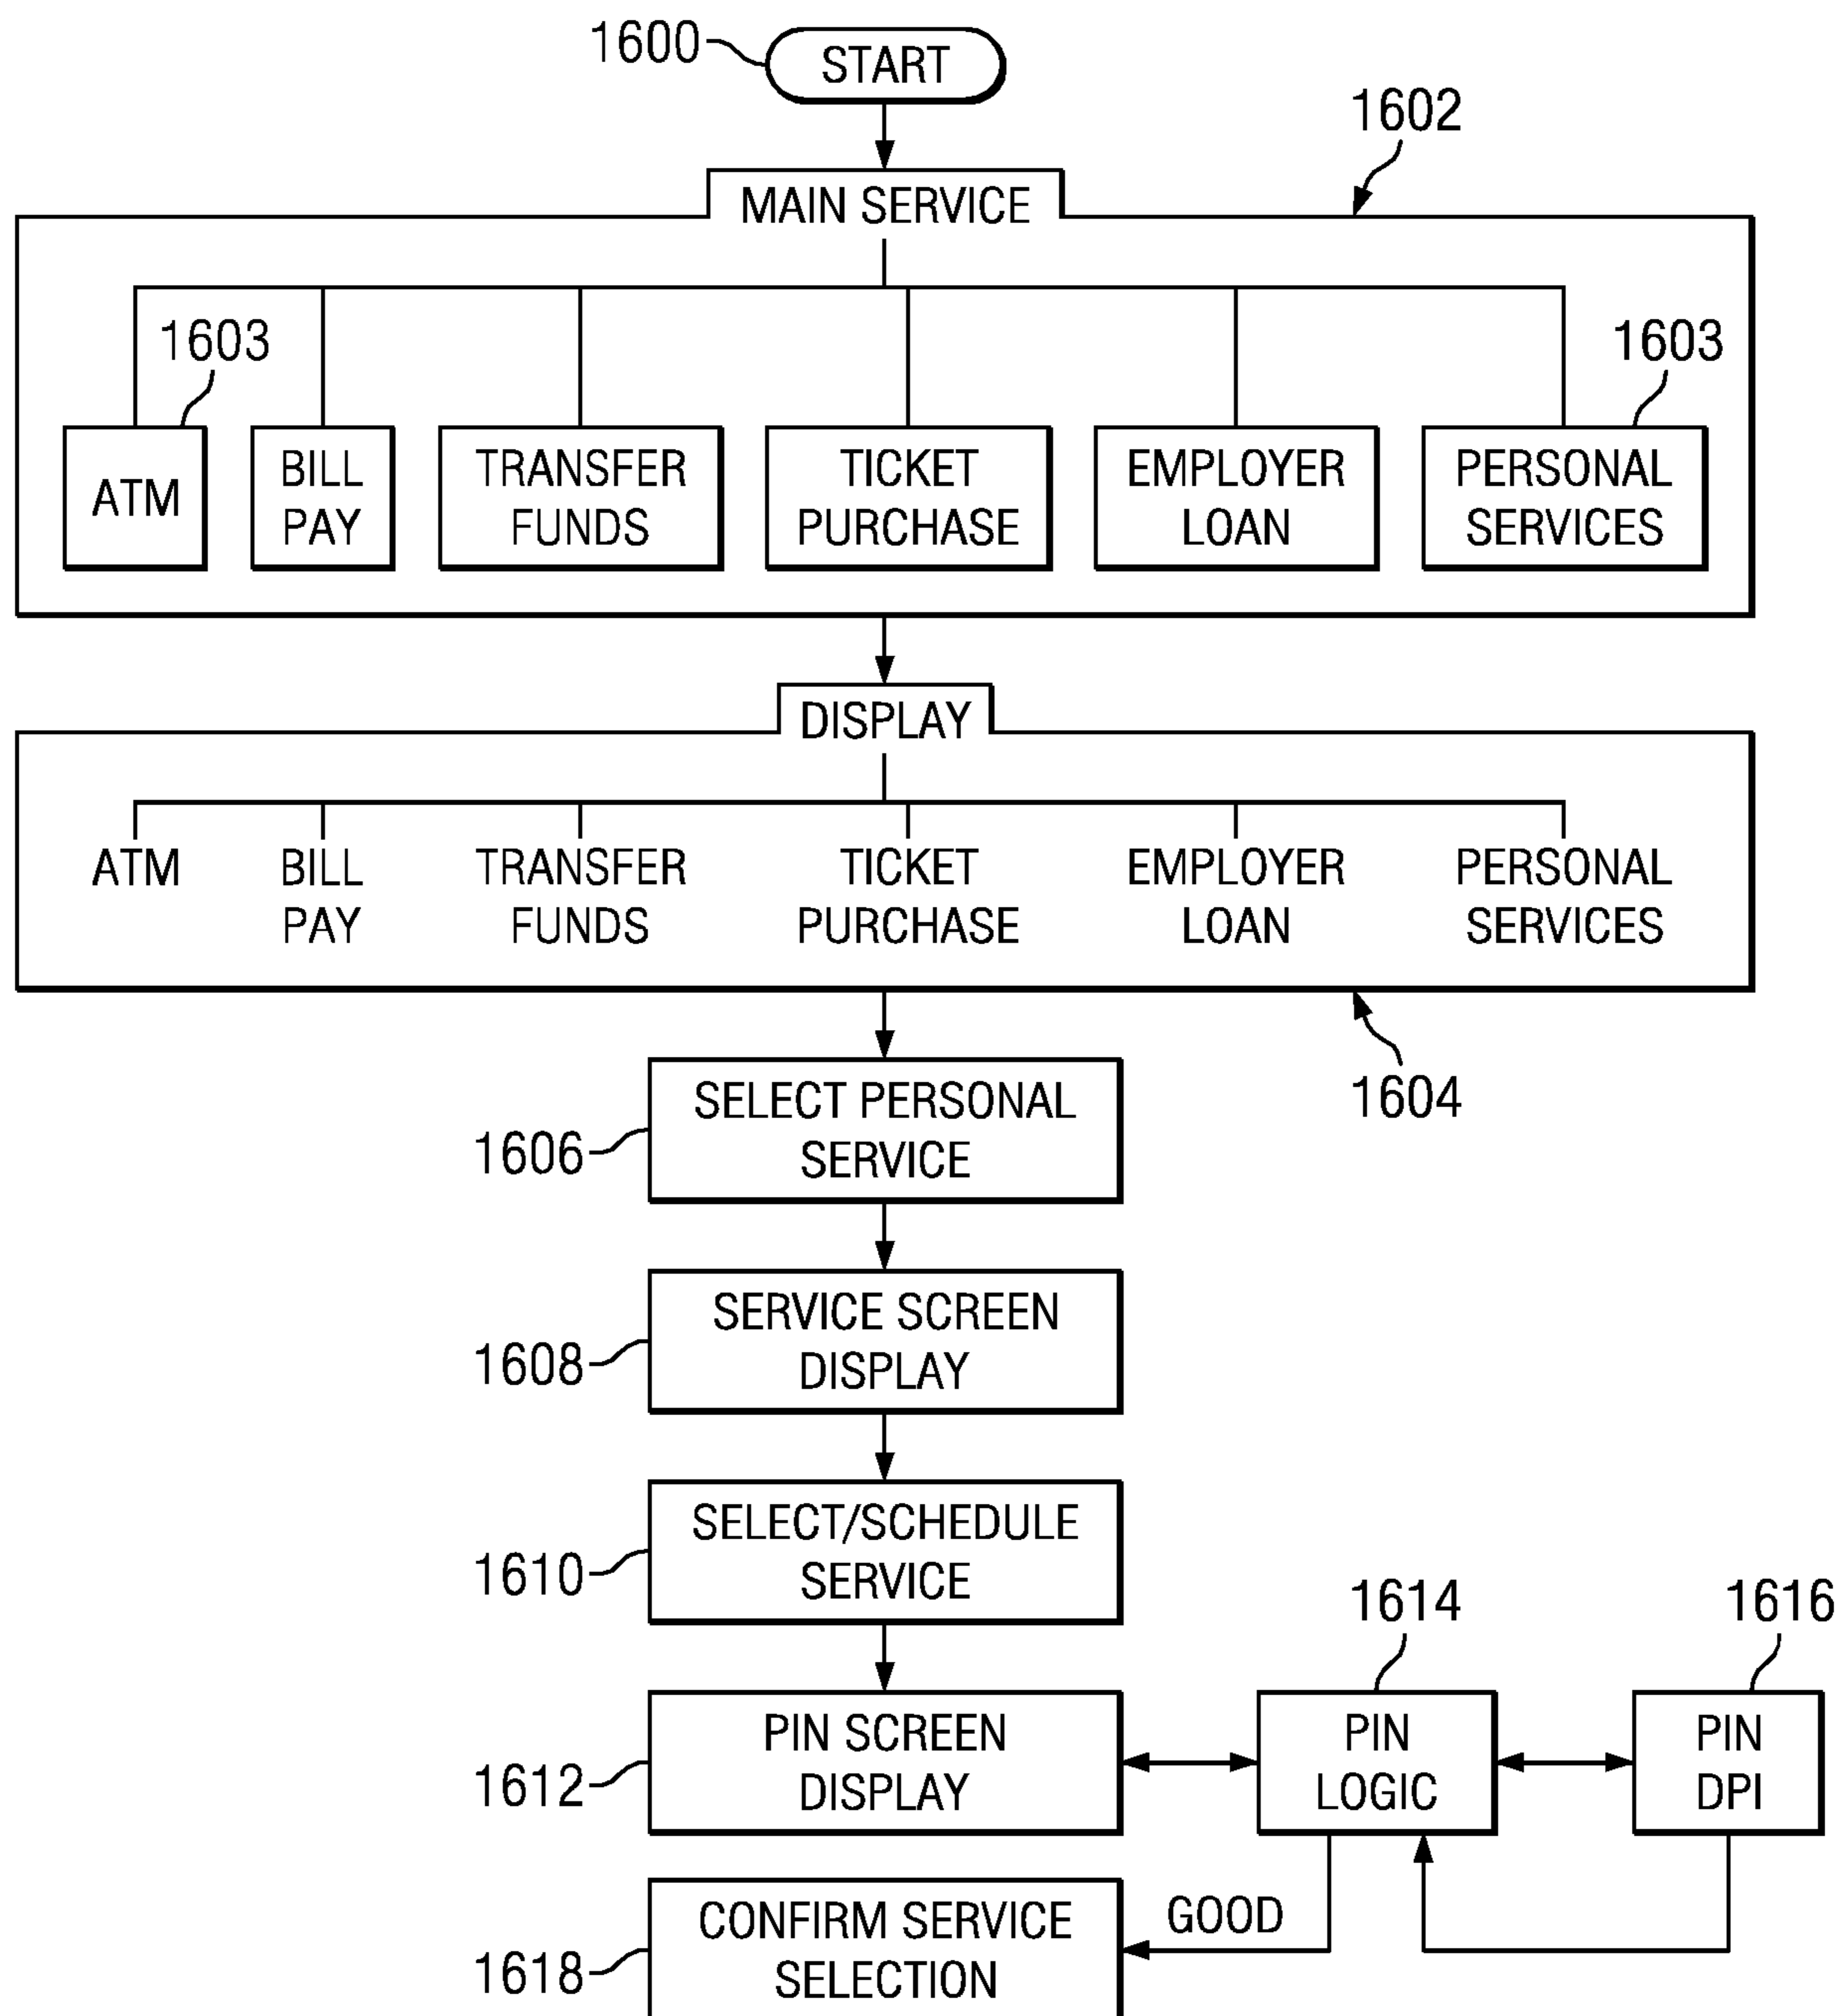 1600
START
1602
MAIN SERVICE
1603
1603
ATM
BILL
PAY
TRANSFER
FUNDS
TICKET
PURCHASE
EMPLOYER
LOAN
PERSONAL
SERVICES
DISPLAY
ATM
BILL
PAY
TRANSFER
FUNDS
TICKET
PURCHASE
EMPLOYER
LOAN
PERSONAL
SERVICES
1604
SELECT PERSONAL
SERVICE
1606
SERVICE SCREEN
DISPLAY
1608
SELECT/SCHEDULE
SERVICE
1610
1614
1616
PIN SCREEN
DISPLAY
1612
PIN
LOGIC
PIN
DPI
GOOD
CONFIRM SERVICE
SELECTION
1618